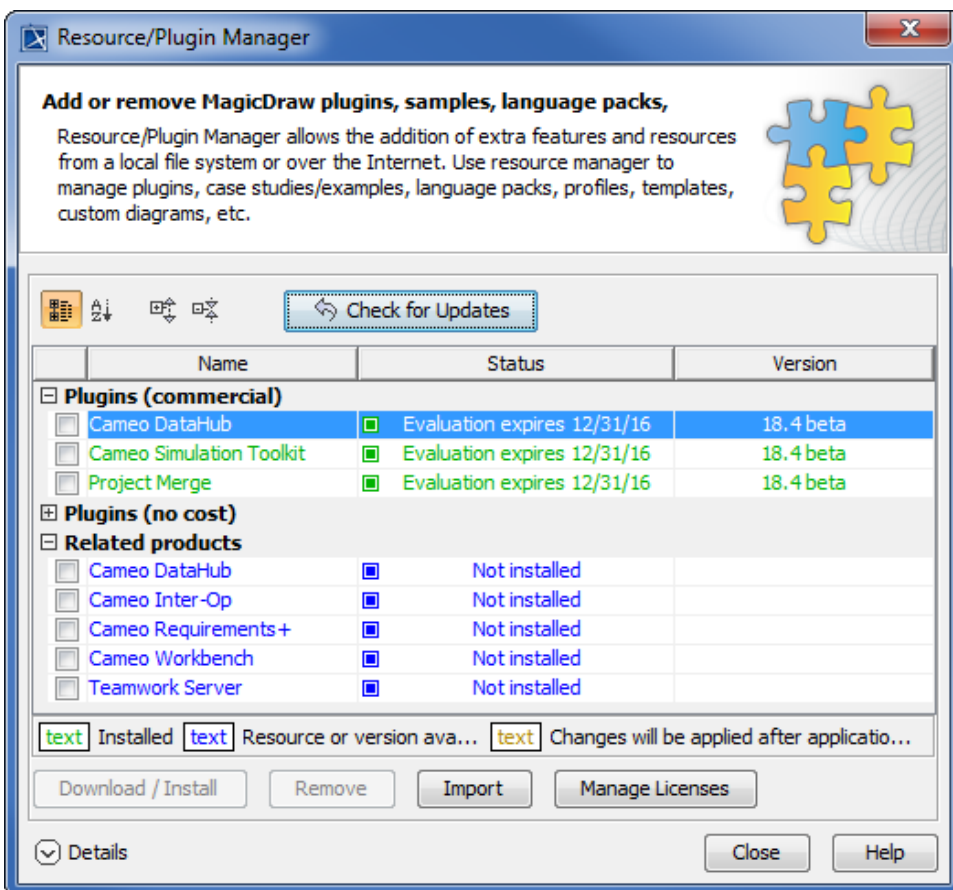 Resource/Plugin Manager
Add or remove MagicDraw plugins, samples, language packs,
Resource/Plugin Manager allows the addition of extra features and resources
from a local file system or over the Internet. Use resource manager to
manage plugins, case studies/examples, language packs, profiles, templates,
custom diagrams, etc.
Check for Updates
Name Status Version
Plugins (commercial)
Cameo DataHub Evaluation expires 12/31/16 18.4 beta
Cameo Simulation Toolkit Evaluation expires 12/31/16 18.4 beta
Project Merge Evaluation expires 12/31/16 18.4 beta
Plugins (no cost)
Related products
Cameo DataHub Not installed
Cameo Inter-Op Not installed
Cameo Requirements+ Not installed
Cameo Workbench Not installed
Teamwork Server Not installed
text Installed text Resource or version ava... text Changes will be applied after applicatio...
Download / Install Remove Import Manage Licenses
Details Close Help